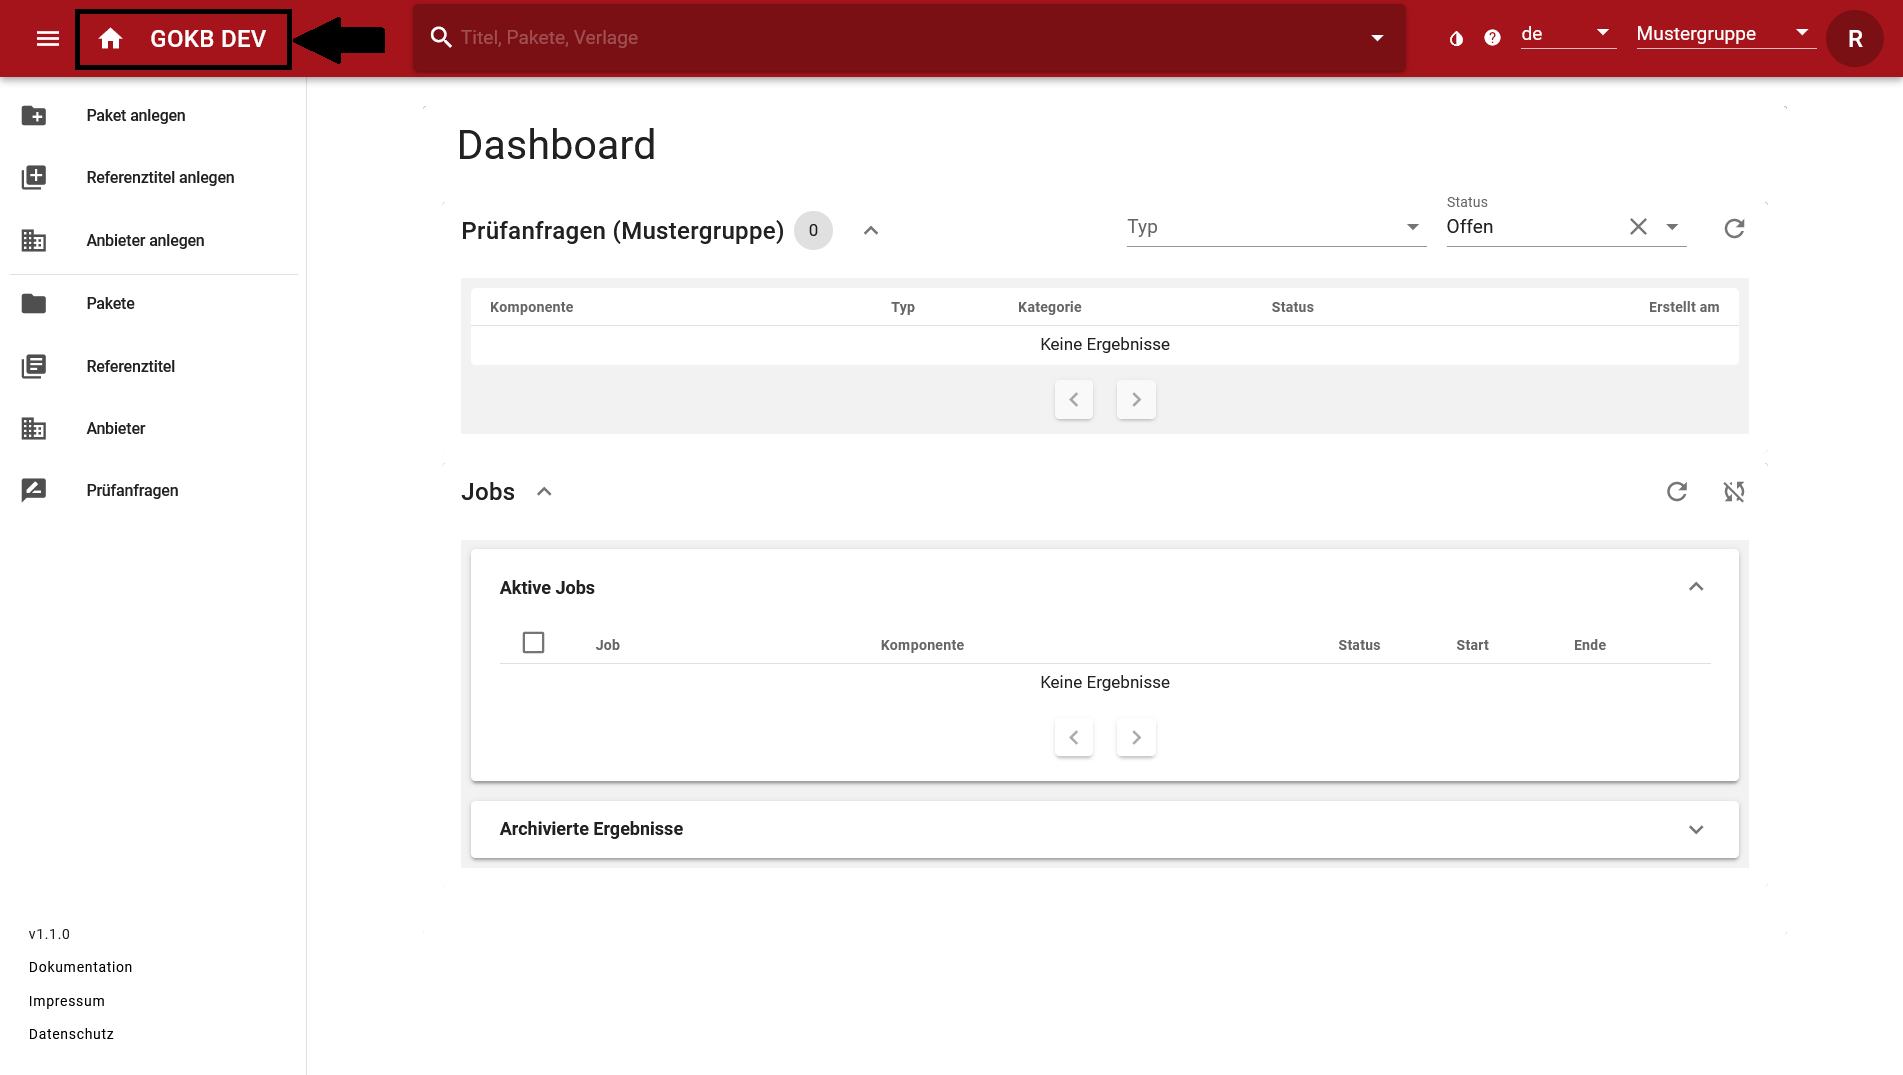 GOKB DEV
Titel, Pakete, Verlage
de
Mustergruppe
R
Paket anlegen
Referenztitel anlegen
Anbieter anlegen
Pakete
Referenztitel
Anbieter
Prüfanfragen
v1.1.0
Dokumentation
Impressum
Datenschutz
Dashboard
Prüfanfragen (Mustergruppe) 0
Typ
Status
Offen
Komponente Typ Kategorie Status Erstellt am
Keine Ergebnisse
Jobs
Aktive Jobs
Job Komponente Status Start Ende
Keine Ergebnisse
Archivierte Ergebnisse